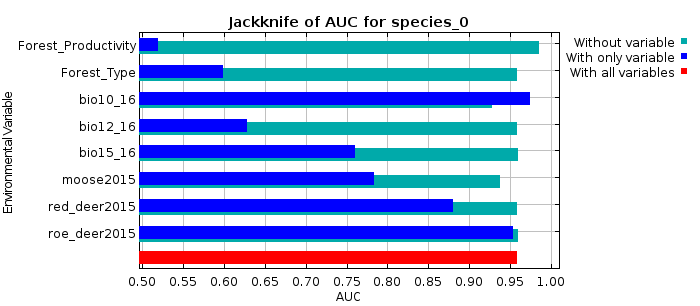 Jackknife of AUC for species_0
Environmental Variable
Forest_Productivity
Forest_Type
bio10_16
bio12_16
bio15_16
moose2015
red_deer2015
roe_deer2015
Without variable
With only variable
With all variables
0.50 0.55 0.60 0.65 0.70 0.75 0.80 0.85 0.90 0.95 1.00
AUC